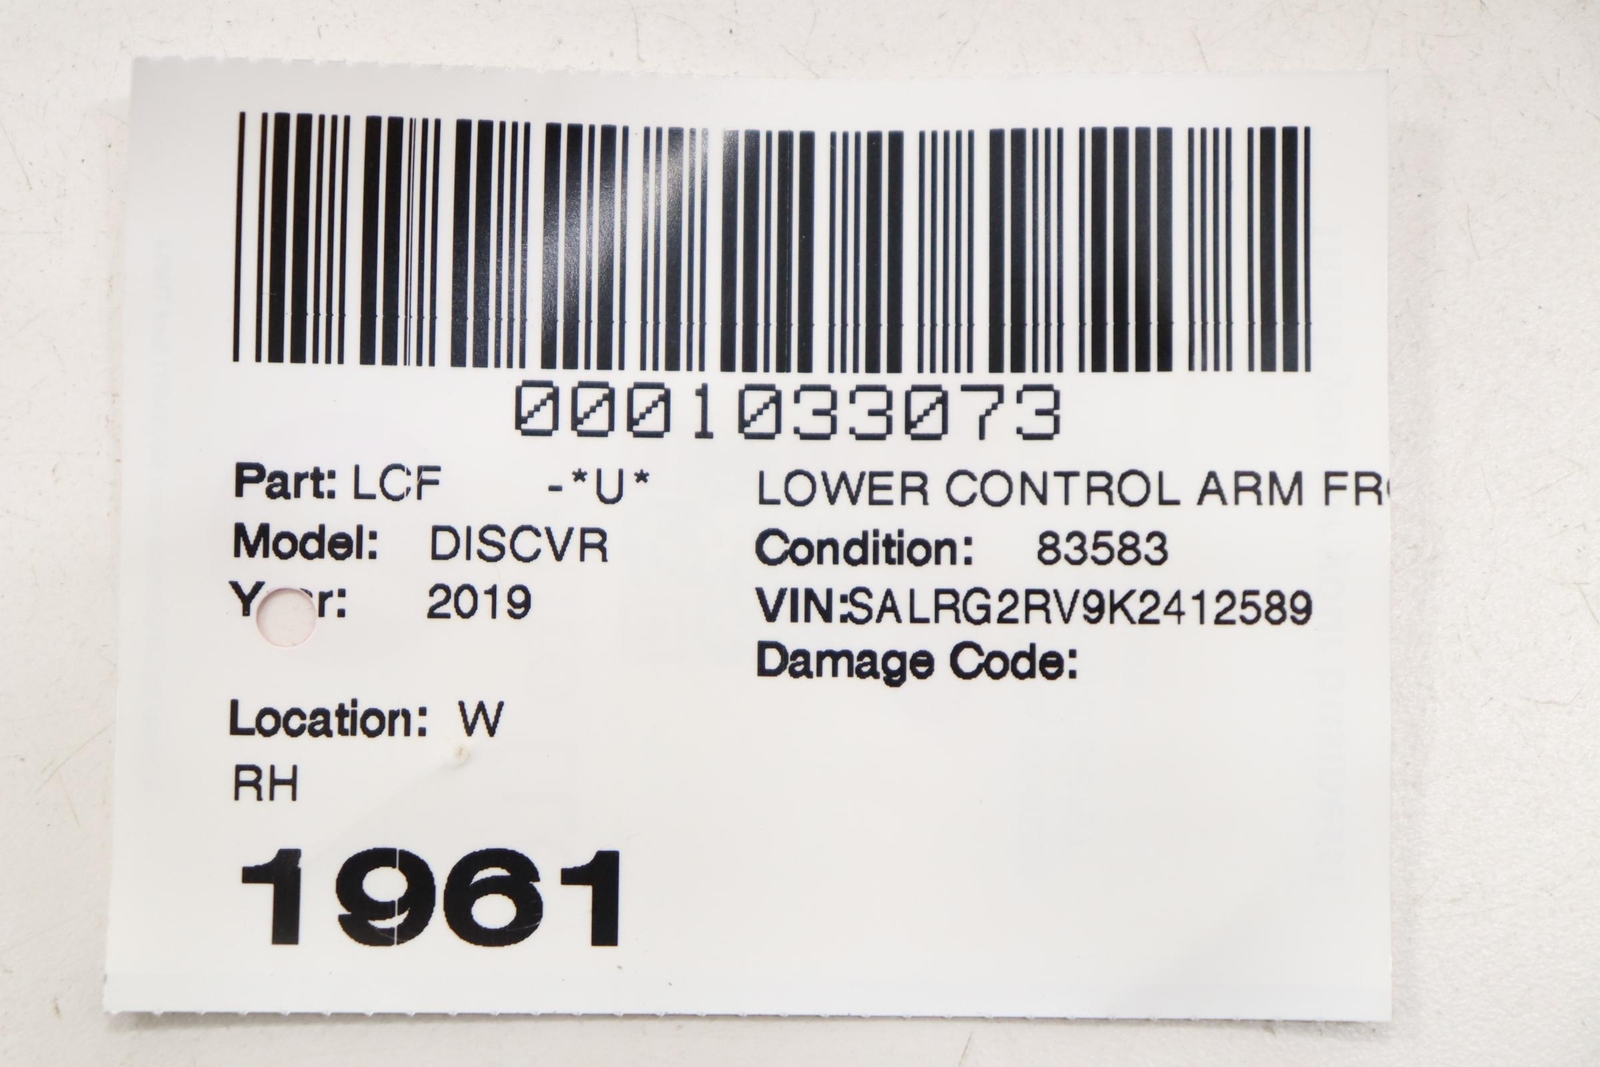 0001033073
Part: LCF -*U* LOWER CONTROL ARM FR
Model: DISCVR Condition: 83583
Year: 2019 VIN:SALRG2RV9K2412589
Damage Code:
Location: W
RH
1961